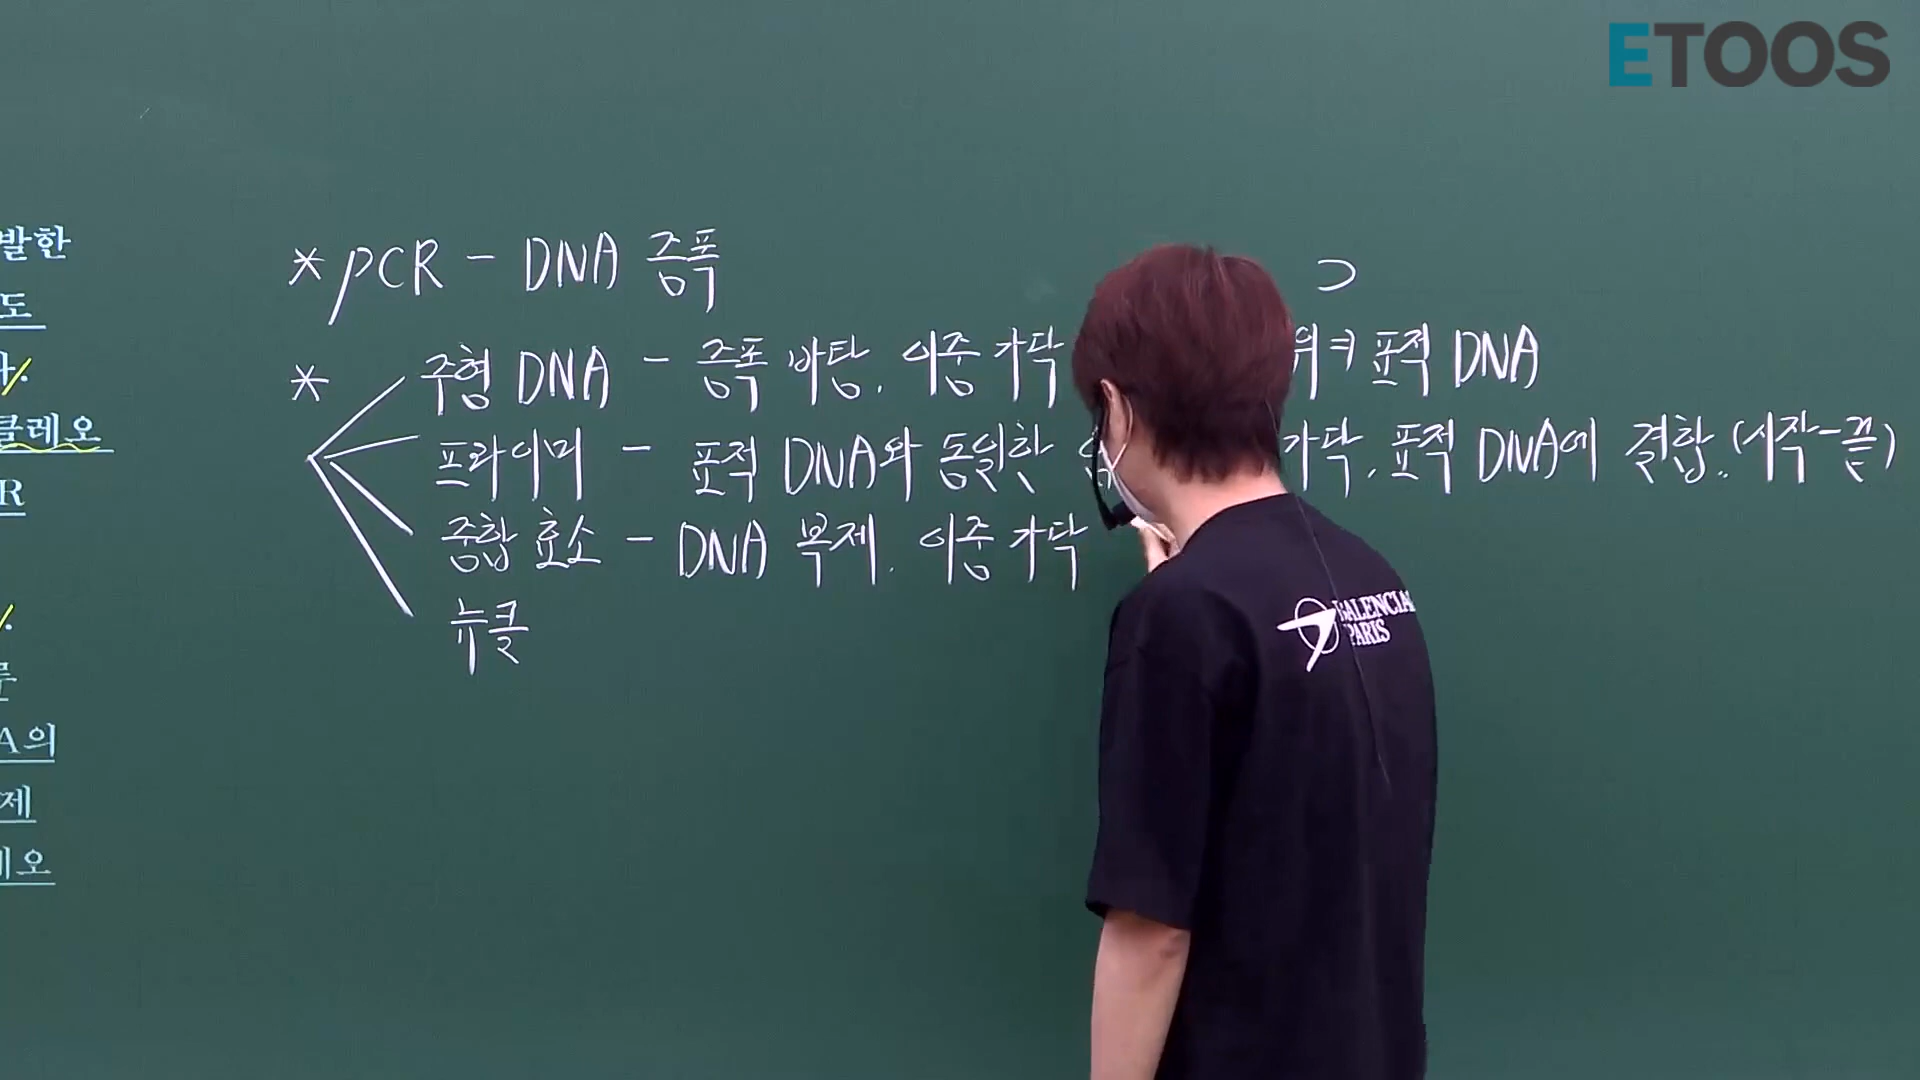 ETOOS
발한
도
클레오
R
A의
제
오
*PCR - DNA 증폭
* 주형 DNA - 증폭 바탕. 이중 가닥 표적 DNA
프라이머 - 표적 DNA와 동일한 가닥. 표적 DNA에 결합. (시작-끝)
중합 효소 - DNA 복제. 이중 가닥
뉴클
BALENCIA
PARIS